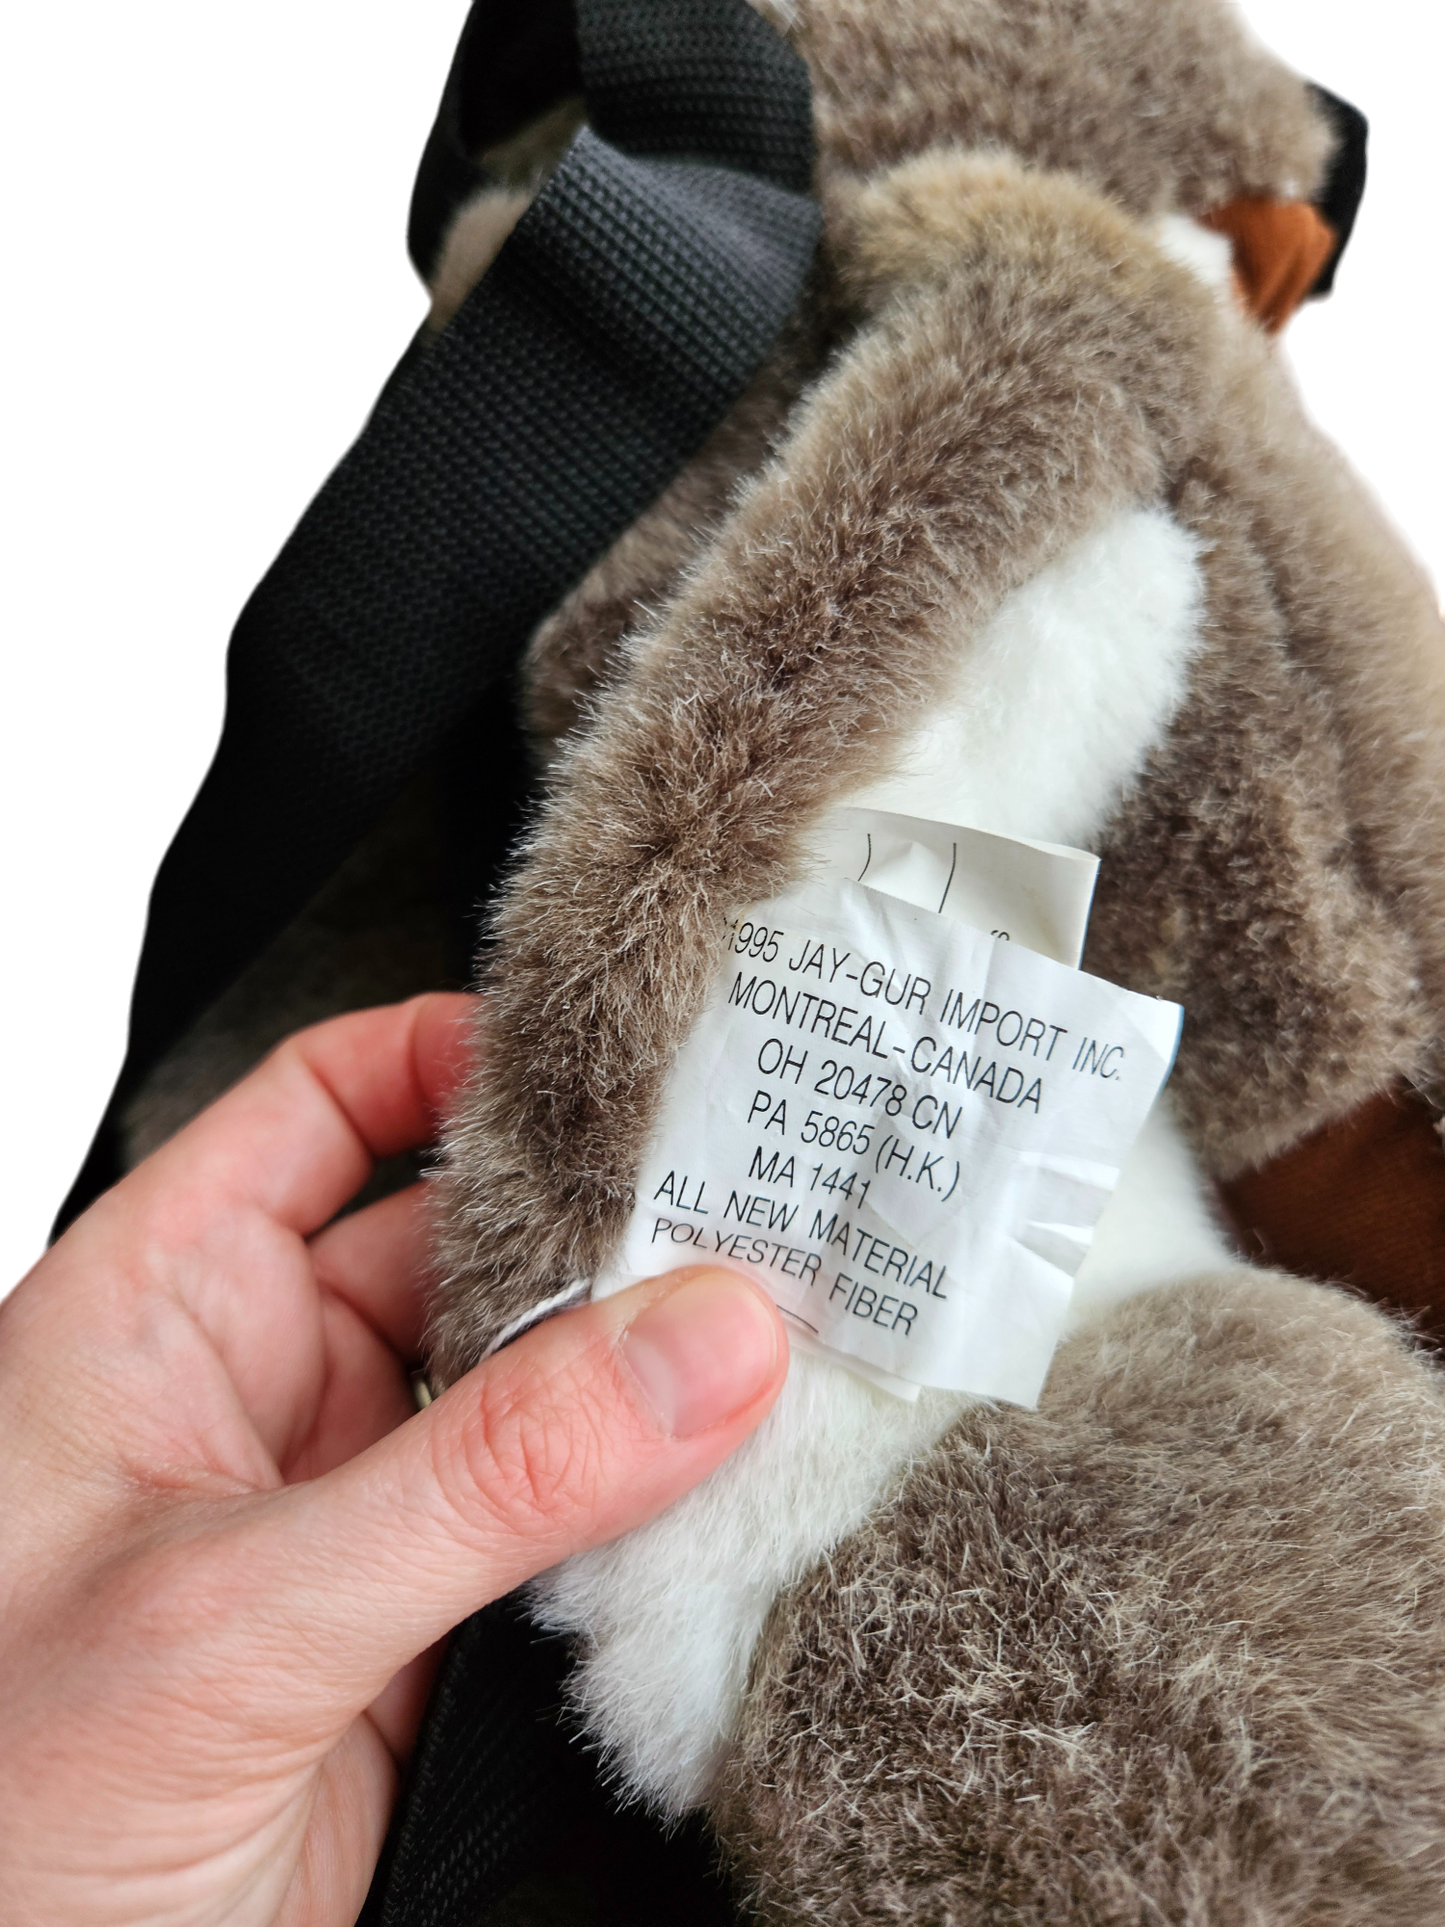 1995 JAY-GUR IMPORT INC.
MONTREAL-CANADA
OH 20478 CN
PA 5865 (H.K.)
MA 1441
ALL NEW MATERIAL
POLYESTER FIBER